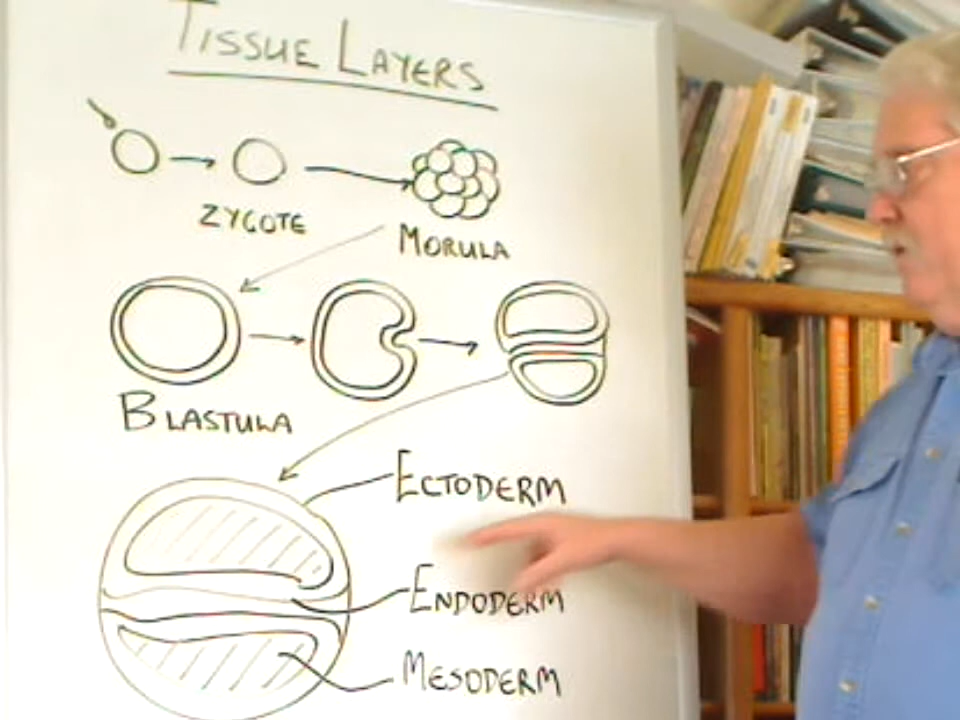 TISSUE LAYERS
ZYGOTE
MORULA
BLASTULA
ECTODERM
ENDODERM
MESODERM